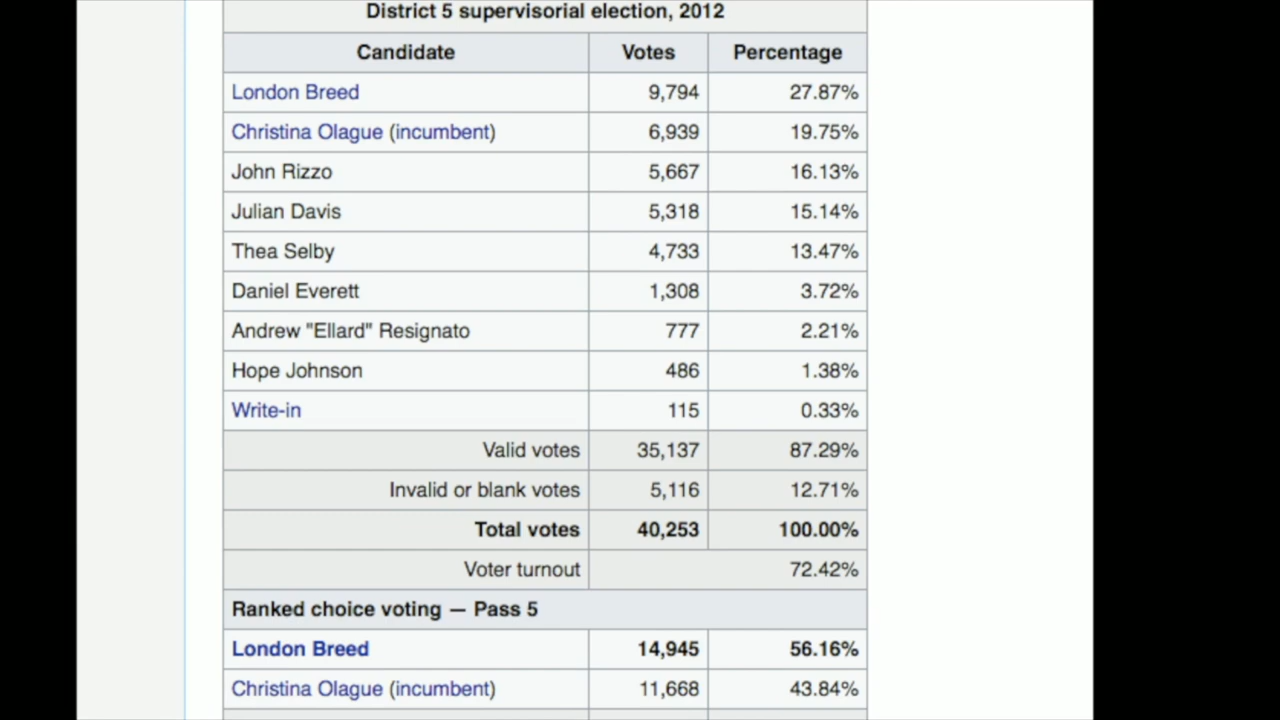 District 5 supervisorial election, 2012
Candidate Votes Percentage
London Breed 9,794 27.87%
Christina Olague (incumbent) 6,939 19.75%
John Rizzo 5,667 16.13%
Julian Davis 5,318 15.14%
Thea Selby 4,733 13.47%
Daniel Everett 1,308 3.72%
Andrew "Ellard" Resignato 777 2.21%
Hope Johnson 486 1.38%
Write-in 115 0.33%
Valid votes 35,137 87.29%
Invalid or blank votes 5,116 12.71%
Total votes 40,253 100.00%
Voter turnout 72.42%
Ranked choice voting — Pass 5
London Breed 14,945 56.16%
Christina Olague (incumbent) 11,668 43.84%